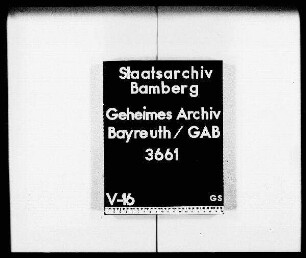 Staatsarchiv
Bamberg
Geheimes Archiv
Bayreuth / GAB
3661
V-16 GS